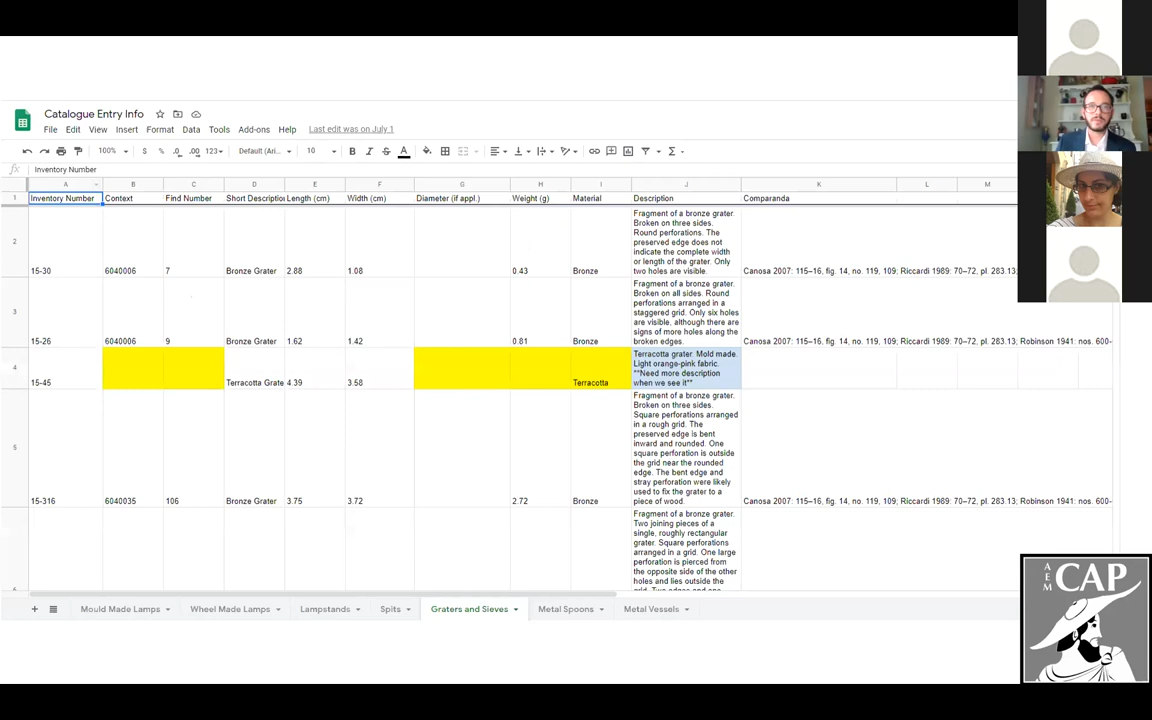 Catalogue Entry Info
File Edit View Insert Format Data Tools Add-ons Help Last edit was on July 1
100% $ % .0 .00 123 Default (Ari... 10 B I S A
fx Inventory Number
A B C D E F G H I J K L M
1 Inventory Number Context Find Number Short Descriptio Length (cm) Width (cm) Diameter (if appl.) Weight (g) Material Description Comparanda
Fragment of a bronze grater.
Broken on three sides.
Round perforations. The
preserved edge does not
indicate the complete width
or length of the grater. Only
two holes are visible.
2 15-30 6040006 7 Bronze Grater 2.88 1.08 0.43 Bronze Canosa 2007: 115–16, fig. 14, no. 119, 109; Riccardi 1989: 70–72, pl. 283.13;
Fragment of a bronze grater.
Broken on all sides. Round
perforations arranged in a
staggered grid. Only six holes
are visible, although there are
signs of more holes along the
broken edges.
3 15-26 6040006 9 Bronze Grater 1.62 1.42 0.81 Bronze Canosa 2007: 115–16, fig. 14, no. 119, 109; Riccardi 1989: 70–72, pl. 283.13; Robinson 1941: nos. 600-
Terracotta grater. Mold made.
Light orange-pink fabric.
**Need more description
when we see it**
4 15-45 Terracotta Grate 4.39 3.58 Terracotta
Fragment of a bronze grater.
Broken on three sides.
Square perforations arranged
in a rough grid. The
preserved edge is bent
inward and rounded. One
square perforation is outside
the grid near the rounded
edge. The bent edge and
stray perforation were likely
used to fix the grater to a
piece of wood.
5 15-316 6040035 106 Bronze Grater 3.75 3.72 2.72 Bronze Canosa 2007: 115–16, fig. 14, no. 119, 109; Riccardi 1989: 70–72, pl. 283.13; Robinson 1941: nos. 600-
Fragment of a bronze grater.
Two joining pieces of a
single, roughly rectangular
grater. Square perforations
arranged in a grid. One large
perforation is pierced from
the opposite side of the other
holes and lies outside the
Mould Made Lamps Wheel Made Lamps Lampstands Spits Graters and Sieves Metal Spoons Metal Vessels
AEM CAP